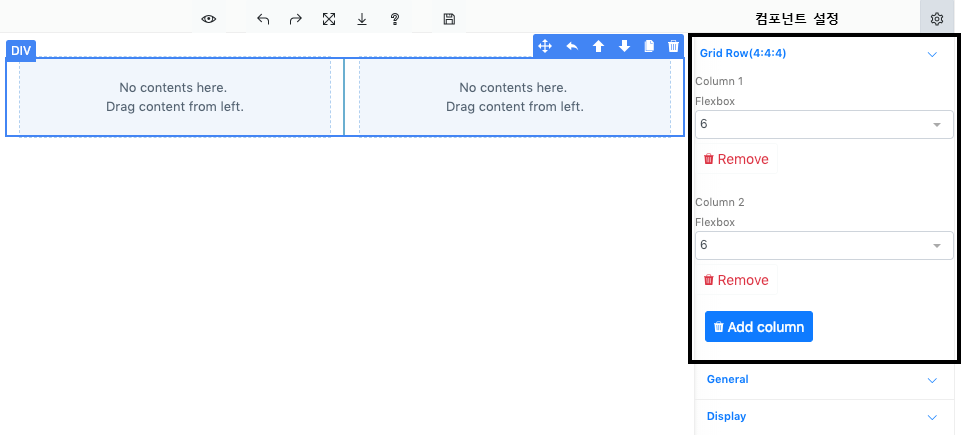 컴포넌트 설정
DIV
No contents here.
Drag content from left.
No contents here.
Drag content from left.
Grid Row(4:4:4)
Column 1
Flexbox
6
Remove
Column 2
Flexbox
6
Remove
Add column
General
Display